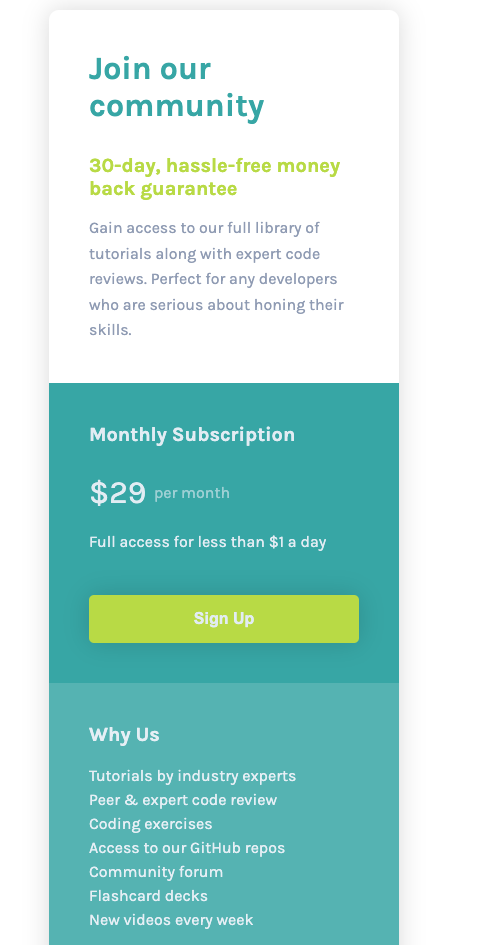 Join our
community
30-day, hassle-free money
back guarantee
Gain access to our full library of
tutorials along with expert code
reviews. Perfect for any developers
who are serious about honing their
skills.
Monthly Subscription
$29 per month
Full access for less than $1 a day
Sign Up
Why Us
Tutorials by industry experts
Peer & expert code review
Coding exercises
Access to our GitHub repos
Community forum
Flashcard decks
New videos every week